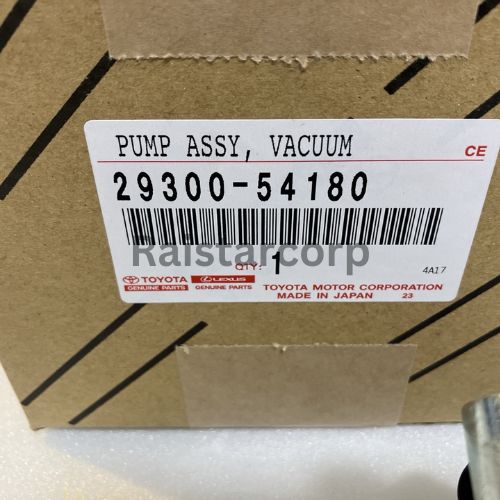 PUMP ASSY, VACUUM
CE
29300-54180
Raistarcorp
QTY: 1
4A17
TOYOTA LEXUS
GENUINE PARTS GENUINE PARTS
TOYOTA MOTOR CORPORATION
MADE IN JAPAN 23